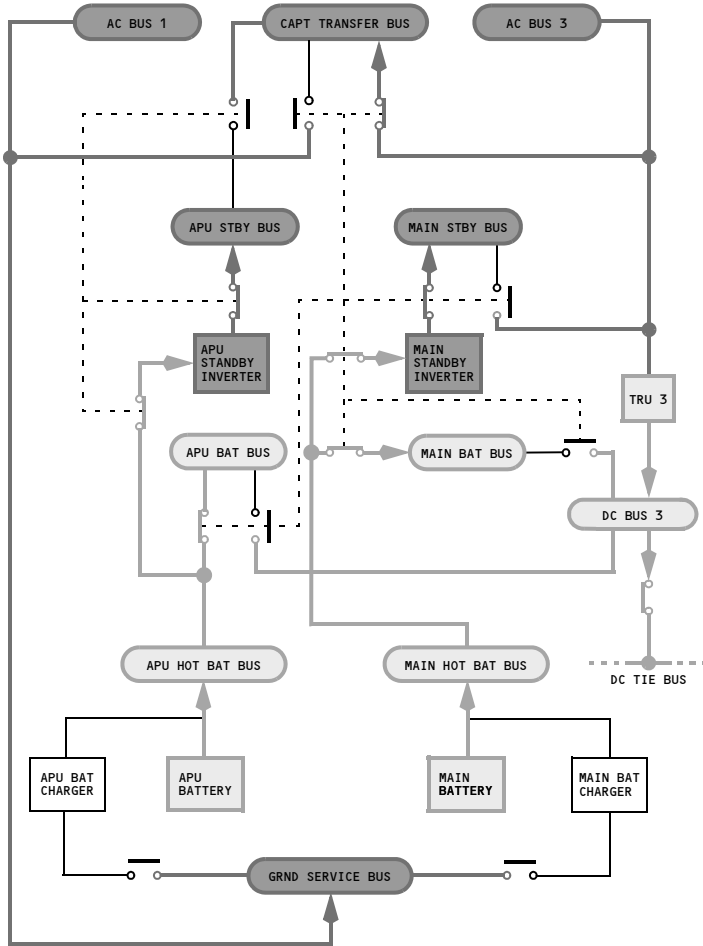 AC BUS 1
CAPT TRANSFER BUS
AC BUS 3
APU STBY BUS
MAIN STBY BUS
APU
STANDBY
INVERTER
MAIN
STANDBY
INVERTER
TRU 3
APU BAT BUS
MAIN BAT BUS
DC BUS 3
APU HOT BAT BUS
MAIN HOT BAT BUS
DC TIE BUS
APU BAT
CHARGER
APU
BATTERY
MAIN
BATTERY
MAIN BAT
CHARGER
GRND SERVICE BUS